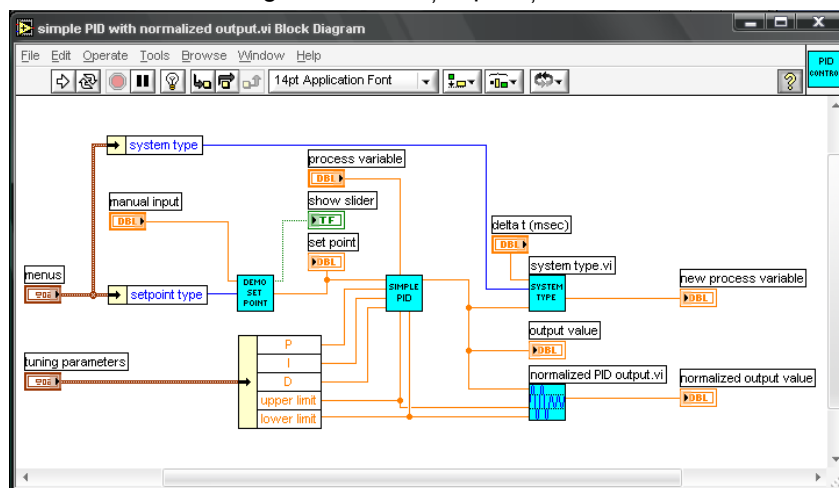 simple PID with normalized output.vi Block Diagram
File Edit Operate Tools Browse Window Help
14pt Application Font
PID
CONTRO
system type
process variable
DBL
manual input
DBL
show slider
TF
delta t (msec)
DBL
set point
DBL
system type.vi
menus
setpoint type
DEMO
SET
POINT
SIMPLE
PID
SYSTEM
TYPE
new process variable
DBL
output value
DBL
tuning parameters
P
I
D
upper limit
lower limit
normalized PID output.vi
normalized output value
DBL